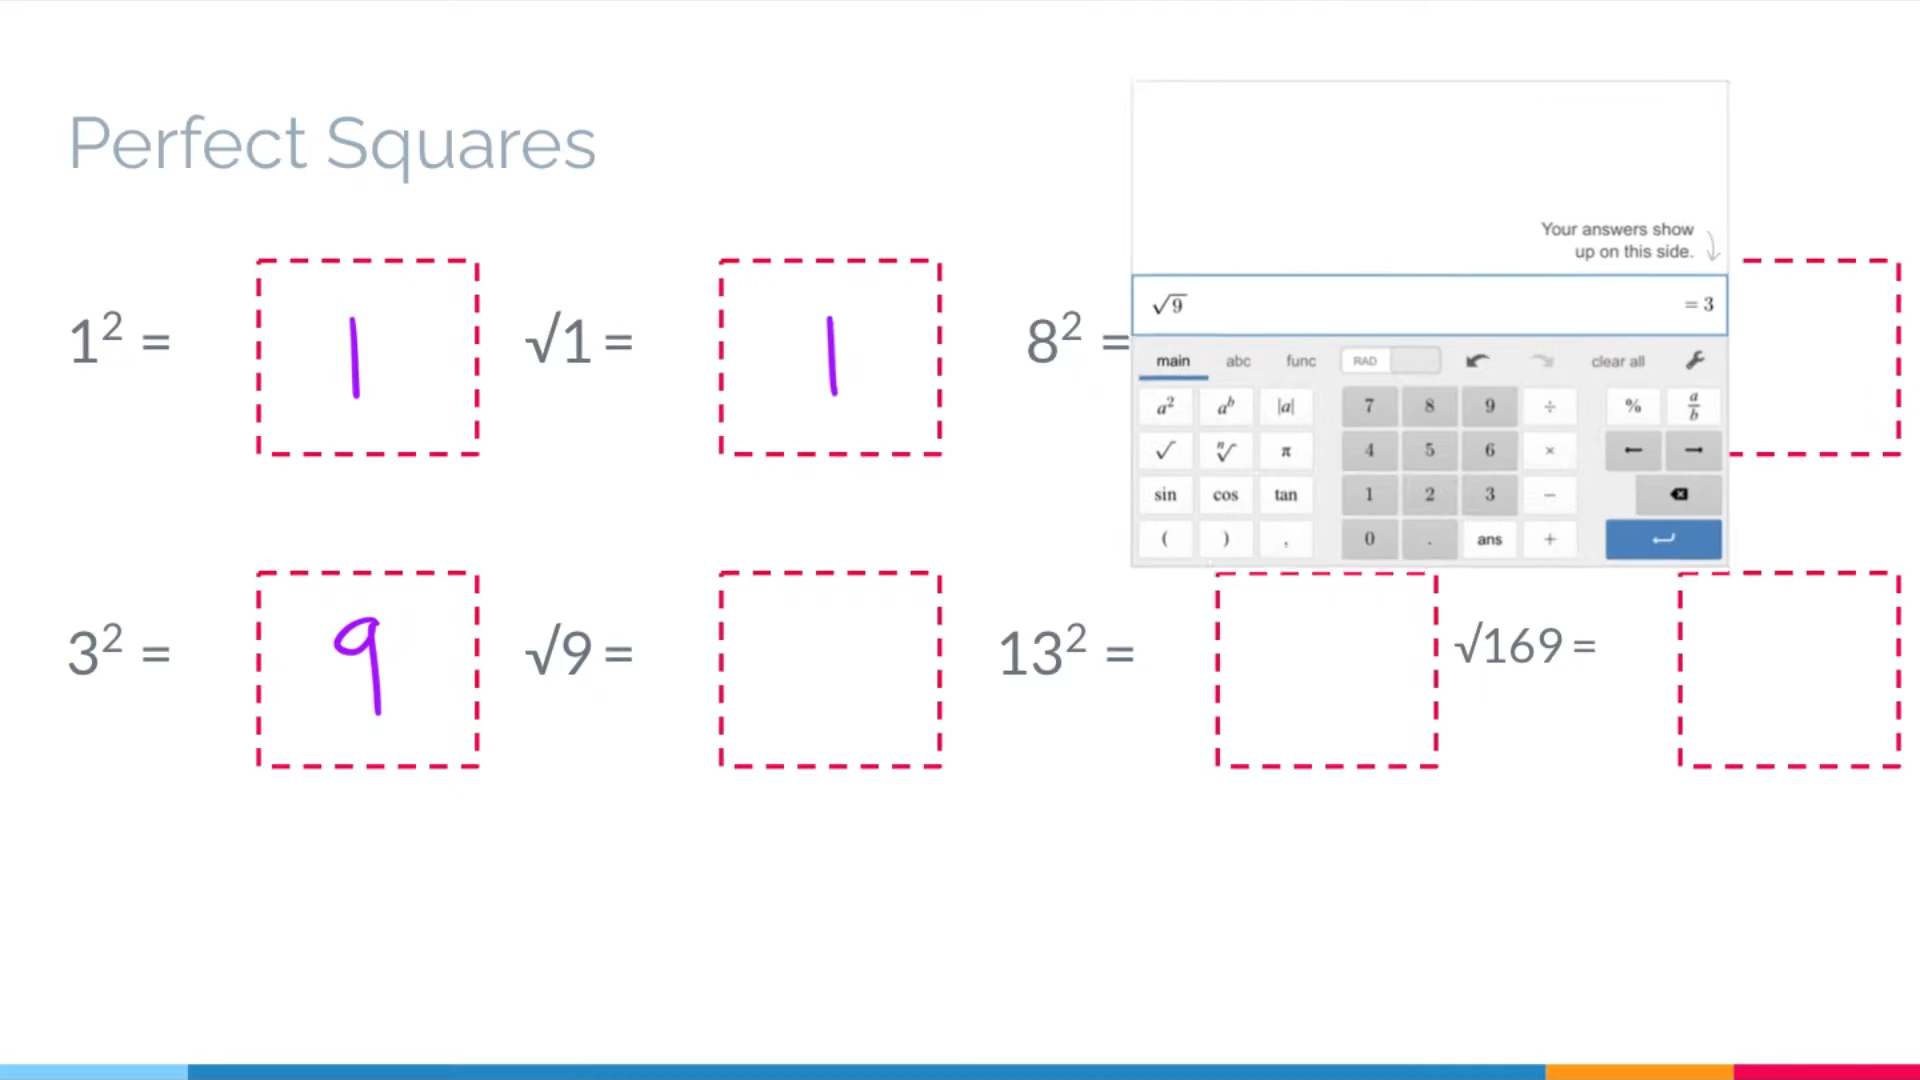 Perfect Squares
Your answers show
up on this side.
√9 = 3
1² = 1 √1 = 1 8² =
main abc func RAD clear all
a² aᵇ |a| 7 8 9 ÷ % a/b
√ ⁿ√ π 4 5 6 × ← →
sin cos tan 1 2 3 −
( ) , 0 . ans +
3² = 9 √9 = 13² = √169 =